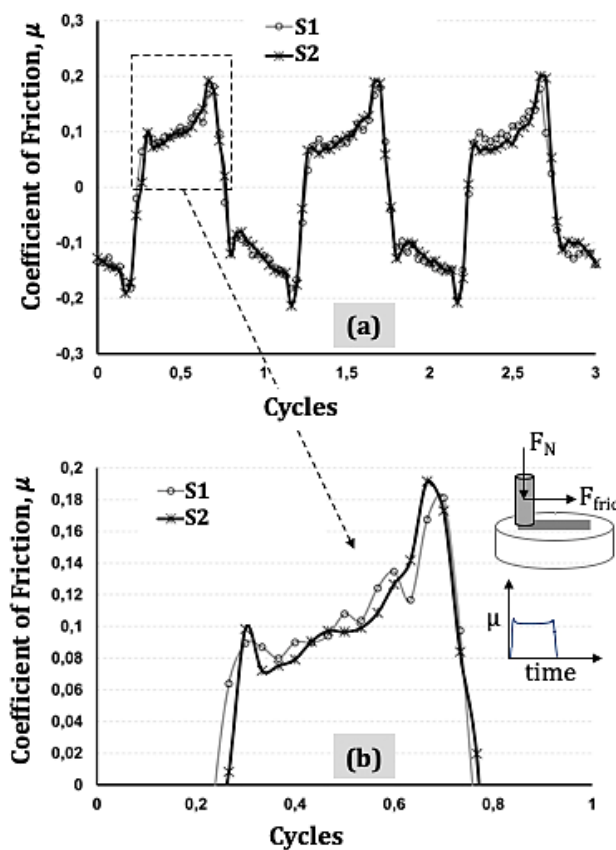 S1
S2
Coefficient of Friction, μ
0,3
0,2
0,1
0
-0,1
-0,2
-0,3
(a)
0 0,5 1 1,5 2 2,5 3
Cycles
S1
S2
Coefficient of Friction, μ
0,2
0,18
0,16
0,14
0,12
0,1
0,08
0,06
0,04
0,02
0
(b)
0 0,2 0,4 0,6 0,8 1
Cycles
F_N
F_fric
μ
time